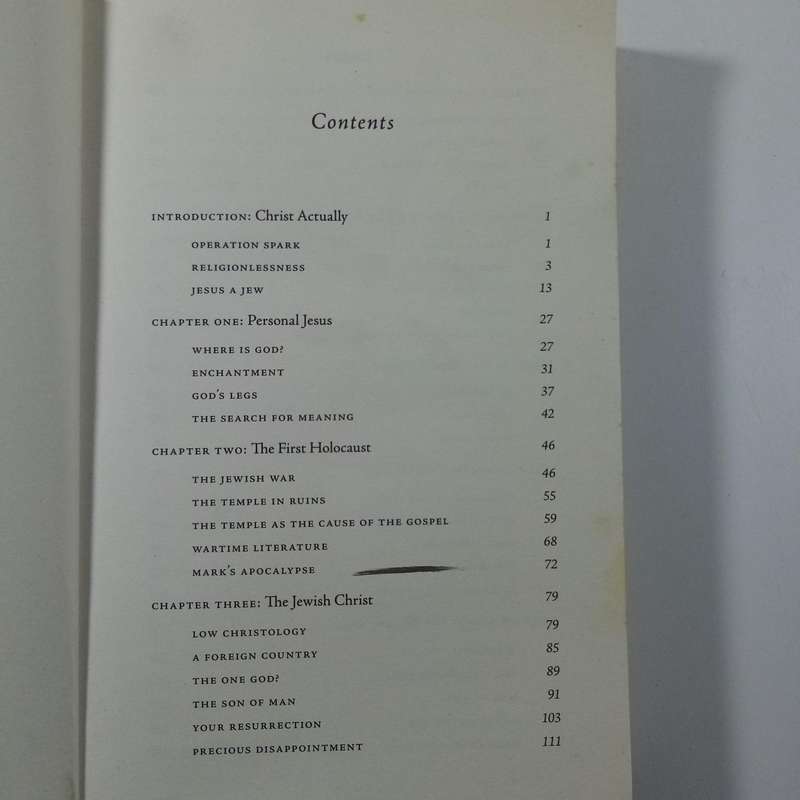 Contents
INTRODUCTION: Christ Actually 1
OPERATION SPARK 1
RELIGIONLESSNESS 3
JESUS A JEW 13
CHAPTER ONE: Personal Jesus 27
WHERE IS GOD? 27
ENCHANTMENT 31
GOD'S LEGS 37
THE SEARCH FOR MEANING 42
CHAPTER TWO: The First Holocaust 46
THE JEWISH WAR 46
THE TEMPLE IN RUINS 55
THE TEMPLE AS THE CAUSE OF THE GOSPEL 59
WARTIME LITERATURE 68
MARK'S APOCALYPSE 72
CHAPTER THREE: The Jewish Christ 79
LOW CHRISTOLOGY 79
A FOREIGN COUNTRY 85
THE ONE GOD? 89
THE SON OF MAN 91
YOUR RESURRECTION 103
PRECIOUS DISAPPOINTMENT 111